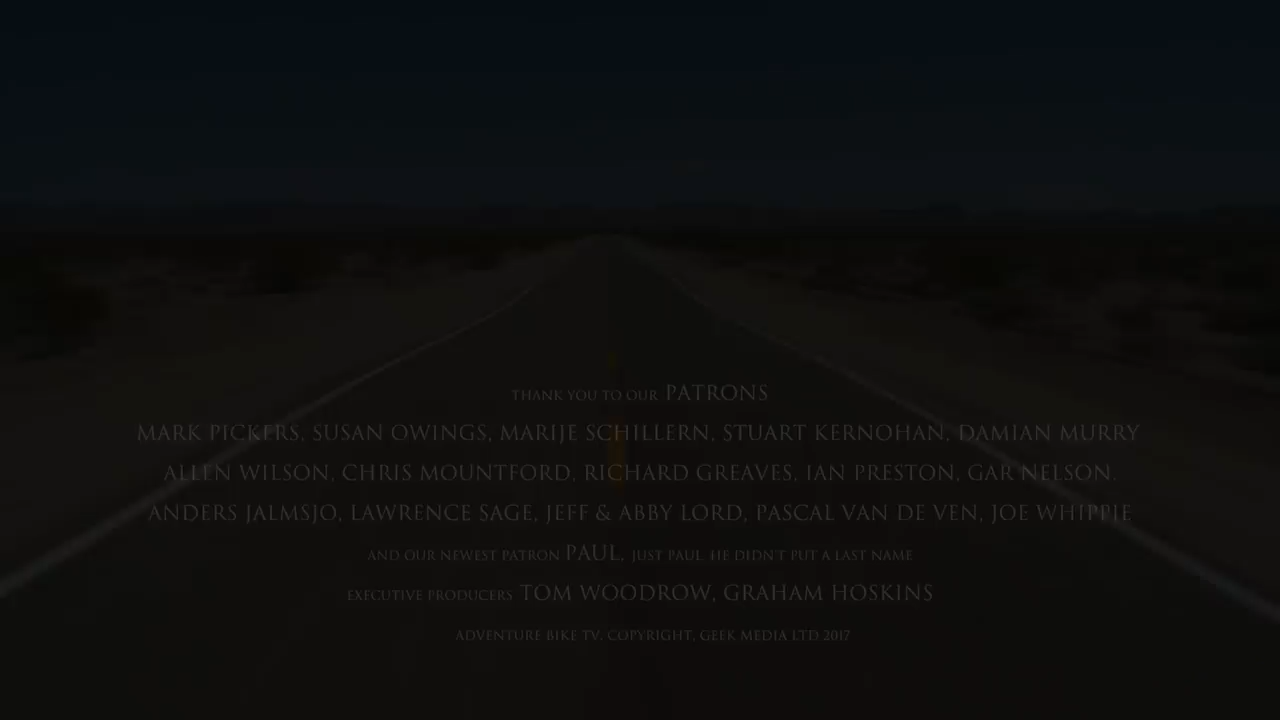 THANK YOU TO OUR PATRONS
MARK PICKERS, SUSAN OWINGS, MARIJE SCHILLERN, STUART KERNOHAN, DAMIAN MURRY
ALLEN WILSON, CHRIS MOUNTFORD, RICHARD GREAVES, IAN PRESTON, GAR NELSON.
ANDERS JALMSJO, LAWRENCE SAGE, JEFF & ABBY LORD, PASCAL VAN DE VEN, JOE WHIPPIE
AND OUR NEWEST PATRON PAUL. JUST PAUL. HE DIDN'T PUT A LAST NAME
EXECUTIVE PRODUCERS TOM WOODROW, GRAHAM HOSKINS
ADVENTURE BIKE TV. COPYRIGHT, GEEK MEDIA LTD 2017